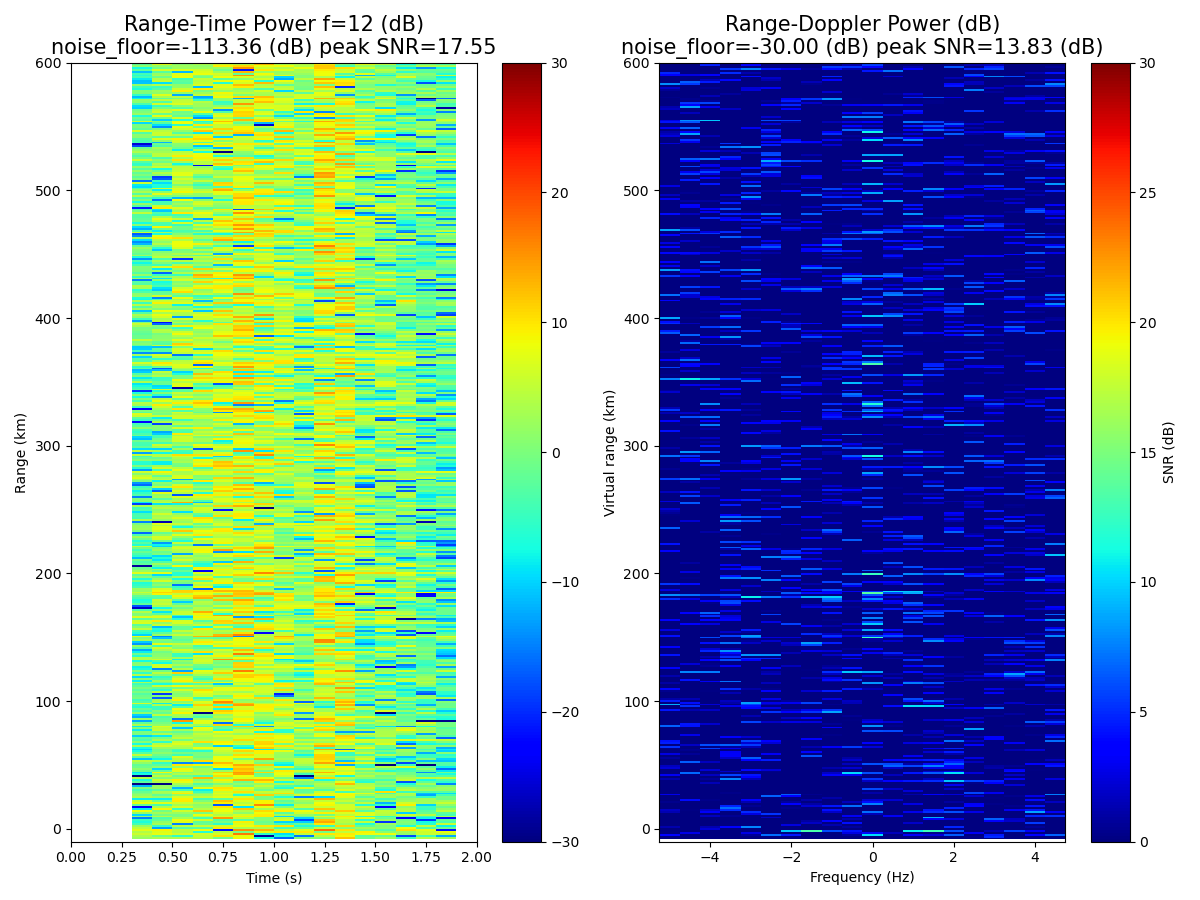 Range-Time Power f=12 (dB)
noise_floor=-113.36 (dB) peak SNR=17.55
600
500
400
300
200
100
0
Range (km)
0.00 0.25 0.50 0.75 1.00 1.25 1.50 1.75 2.00
Time (s)
30
20
10
0
−10
−20
−30
Range-Doppler Power (dB)
noise_floor=-30.00 (dB) peak SNR=13.83 (dB)
600
500
400
300
200
100
0
Virtual range (km)
−4 −2 0 2 4
Frequency (Hz)
30
25
20
15
10
5
0
SNR (dB)